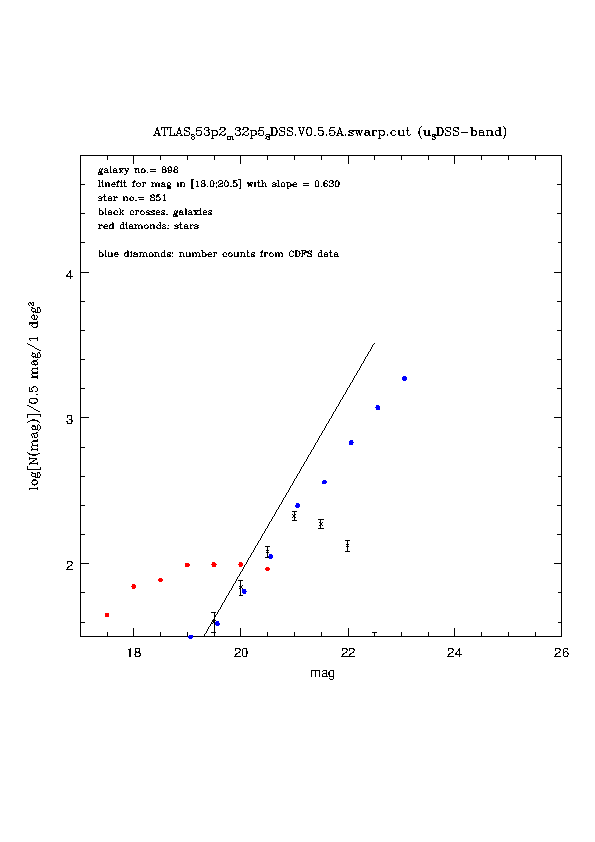 ATLAS_s53p2_m32p5_aDSS.V0.5.5A.swarp.cut (u_sDSS-band)
galaxy no.= 898
linefit for mag in [18.0;20.5] with slope = 0.630
star no.= 851
black crosses: galaxies
red diamonds: stars
blue diamonds: number counts from CDFS data
log[N(mag)]/0.5 mag/1 deg²
4
3
2
18 20 22 24 26
mag